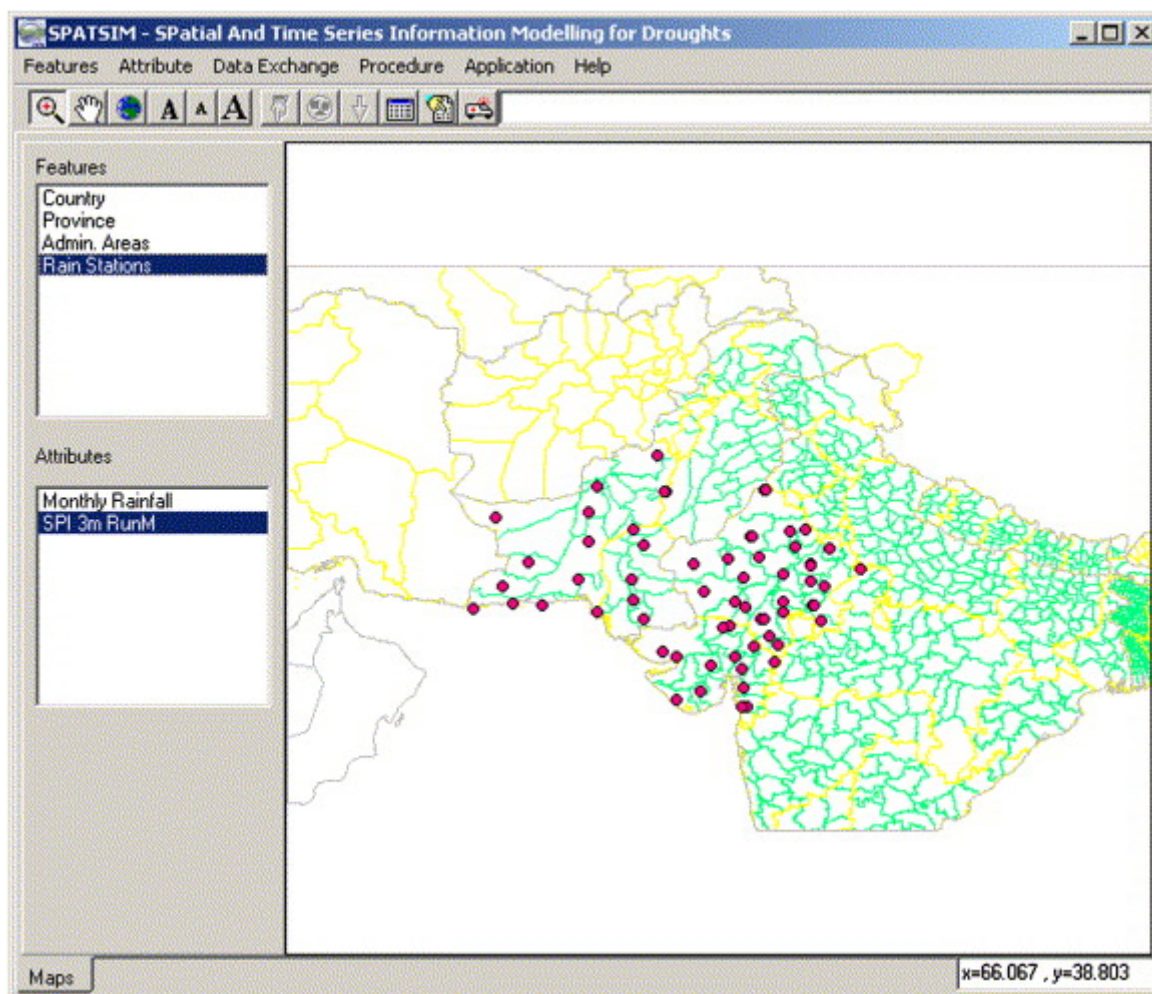 SPATSIM - SPatial And Time Series Information Modelling for Droughts
Features Attribute Data Exchange Procedure Application Help
A A A
Features
Country
Province
Admin. Areas
Rain Stations
Attributes
Monthly Rainfall
SPI 3m RunM
Maps
x=66.067 , y=38.803